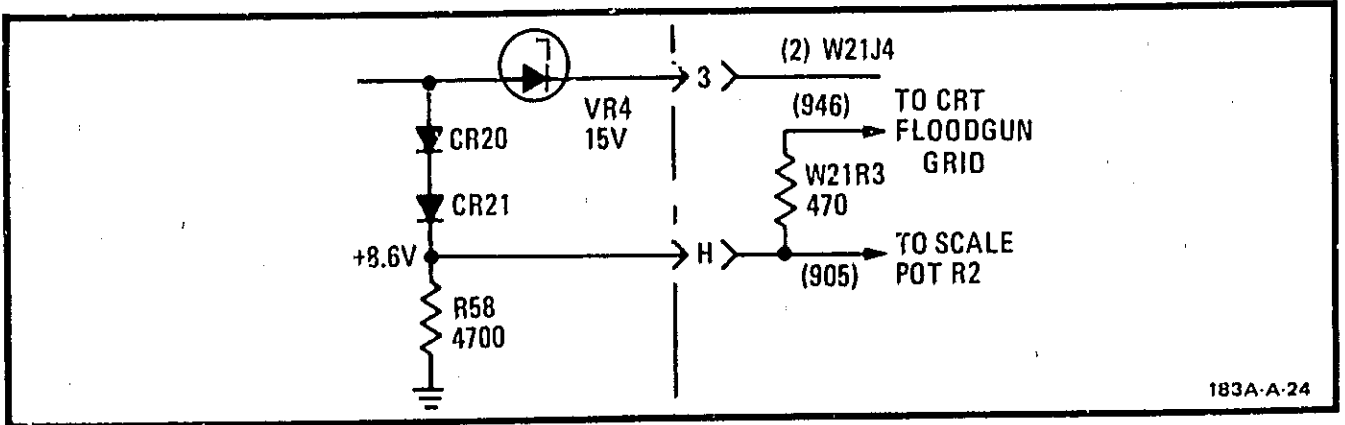 (2) W21J4
3
(946)
TO CRT
FLOODGUN
GRID
VR4
15V
CR20
W21R3
470
CR21
+8.6V
H
TO SCALE
POT R2
(905)
R58
4700
183A-A-24